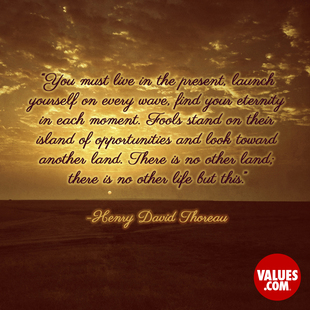 "You must live in the present, launch
yourself on every wave, find your eternity
in each moment. Fools stand on their
island of opportunities and look toward
another land. There is no other land;
there is no other life but this."
-Henry David Thoreau
VALUES
.COM